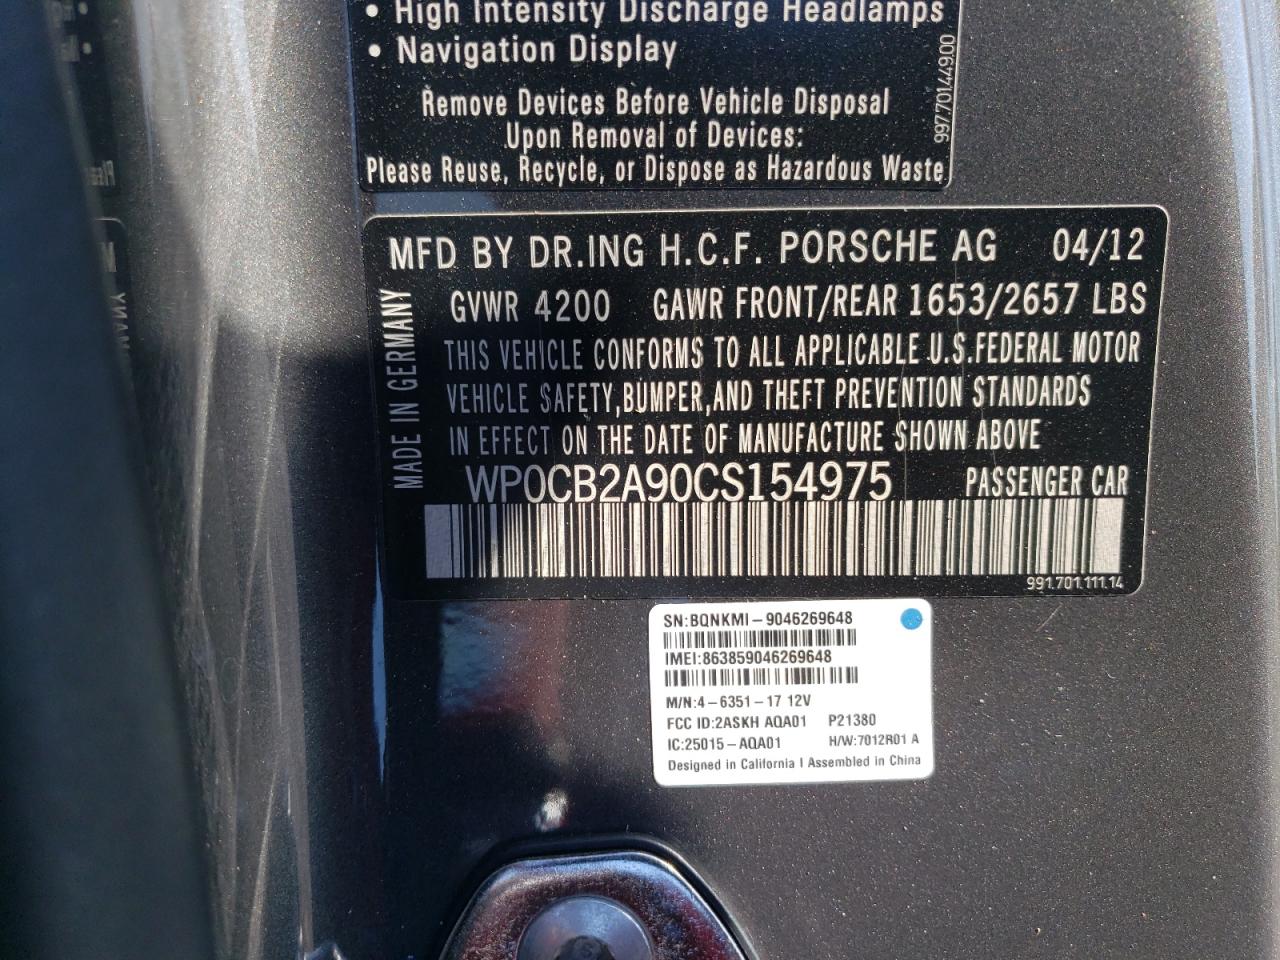 • High Intensity Discharge Headlamps
• Navigation Display
Remove Devices Before Vehicle Disposal
Upon Removal of Devices:
Please Reuse, Recycle, or Dispose as Hazardous Waste
997.701.449.00
MFD BY DR.ING H.C.F. PORSCHE AG 04/12
GVWR 4200 GAWR FRONT/REAR 1653/2657 LBS
THIS VEHICLE CONFORMS TO ALL APPLICABLE U.S.FEDERAL MOTOR
VEHICLE SAFETY,BUMPER,AND THEFT PREVENTION STANDARDS
IN EFFECT ON THE DATE OF MANUFACTURE SHOWN ABOVE
WP0CB2A90CS154975 PASSENGER CAR
MADE IN GERMANY
991.701.111.14
SN:BQNKMI-9046269648
IMEI:863859046269648
M/N:4-6351-17 12V
FCC ID:2ASKH AQA01 P21380
IC:25015-AQA01 H/W:7012R01 A
Designed in California I Assembled in China